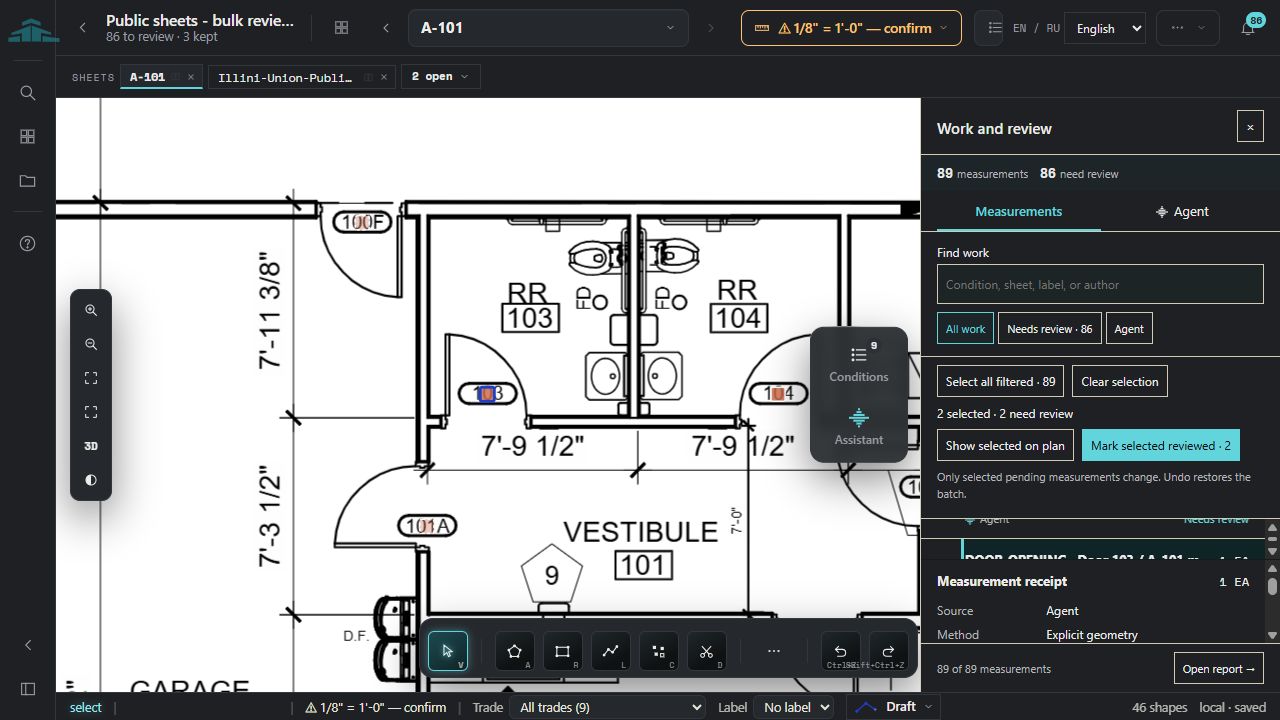 Public sheets - bulk revie...
86 to review · 3 kept
A-101
⚠ 1/8" = 1'-0" — confirm
EN / RU
English
...
86
SHEETS
A-101 ×
Illini-Union-Publi… ×
2 open
Work and review
×
89 measurements 86 need review
Measurements
Agent
Find work
Condition, sheet, label, or author
All work
Needs review · 86
Agent
Select all filtered · 89
Clear selection
2 selected · 2 need review
Show selected on plan
Mark selected reviewed · 2
Only selected pending measurements change. Undo restores the
batch.
Agent
Needs review
DOOR OPENING
Measurement receipt
1 EA
Source Agent
Method Explicit geometry
89 of 89 measurements
Open report →
100F
7'-11 3/8"
RR
103
FD
FD
RR
104
103
104
7'-9 1/2"
7'-9 1/2"
7'-3 1/2"
101A
VESTIBULE
101
7'-0"
9
D.F.
GARAGE
3D
9
Conditions
Assistant
V
A
R
L
C
D
...
Shift+Ctrl+Z
select
⚠ 1/8" = 1'-0" — confirm
Trade
All trades (9)
Label
No label
Draft
46 shapes
local · saved